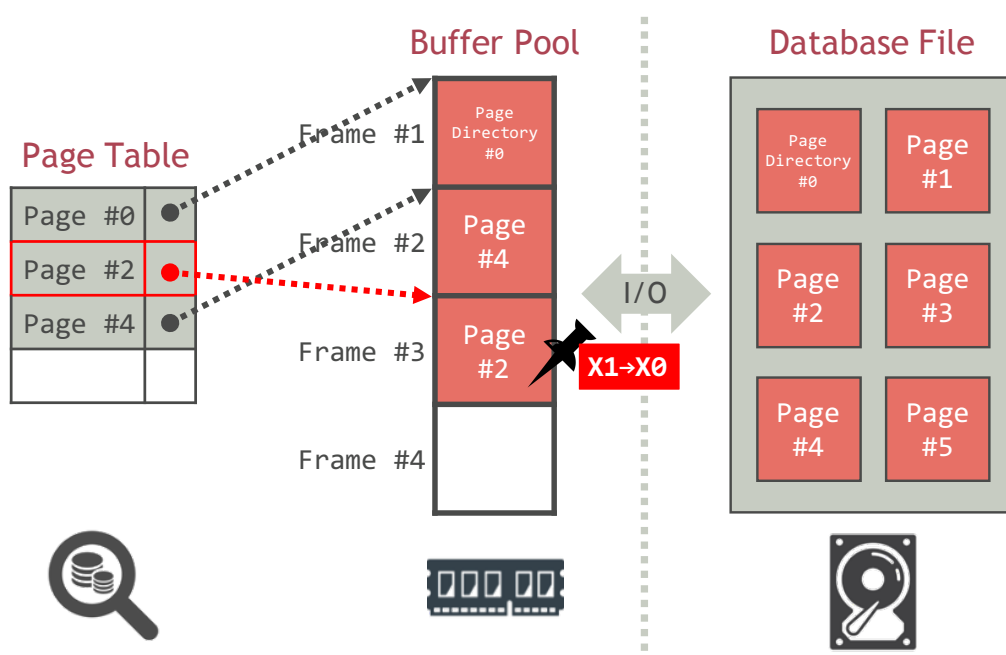 Buffer Pool
Database File
Page Table
Page #0
Page #2
Page #4
Frame #1
Frame #2
Frame #3
Frame #4
Page
Directory
#0
Page
#4
Page
#2
X1→X0
I/O
Page
Directory
#0
Page
#1
Page
#2
Page
#3
Page
#4
Page
#5